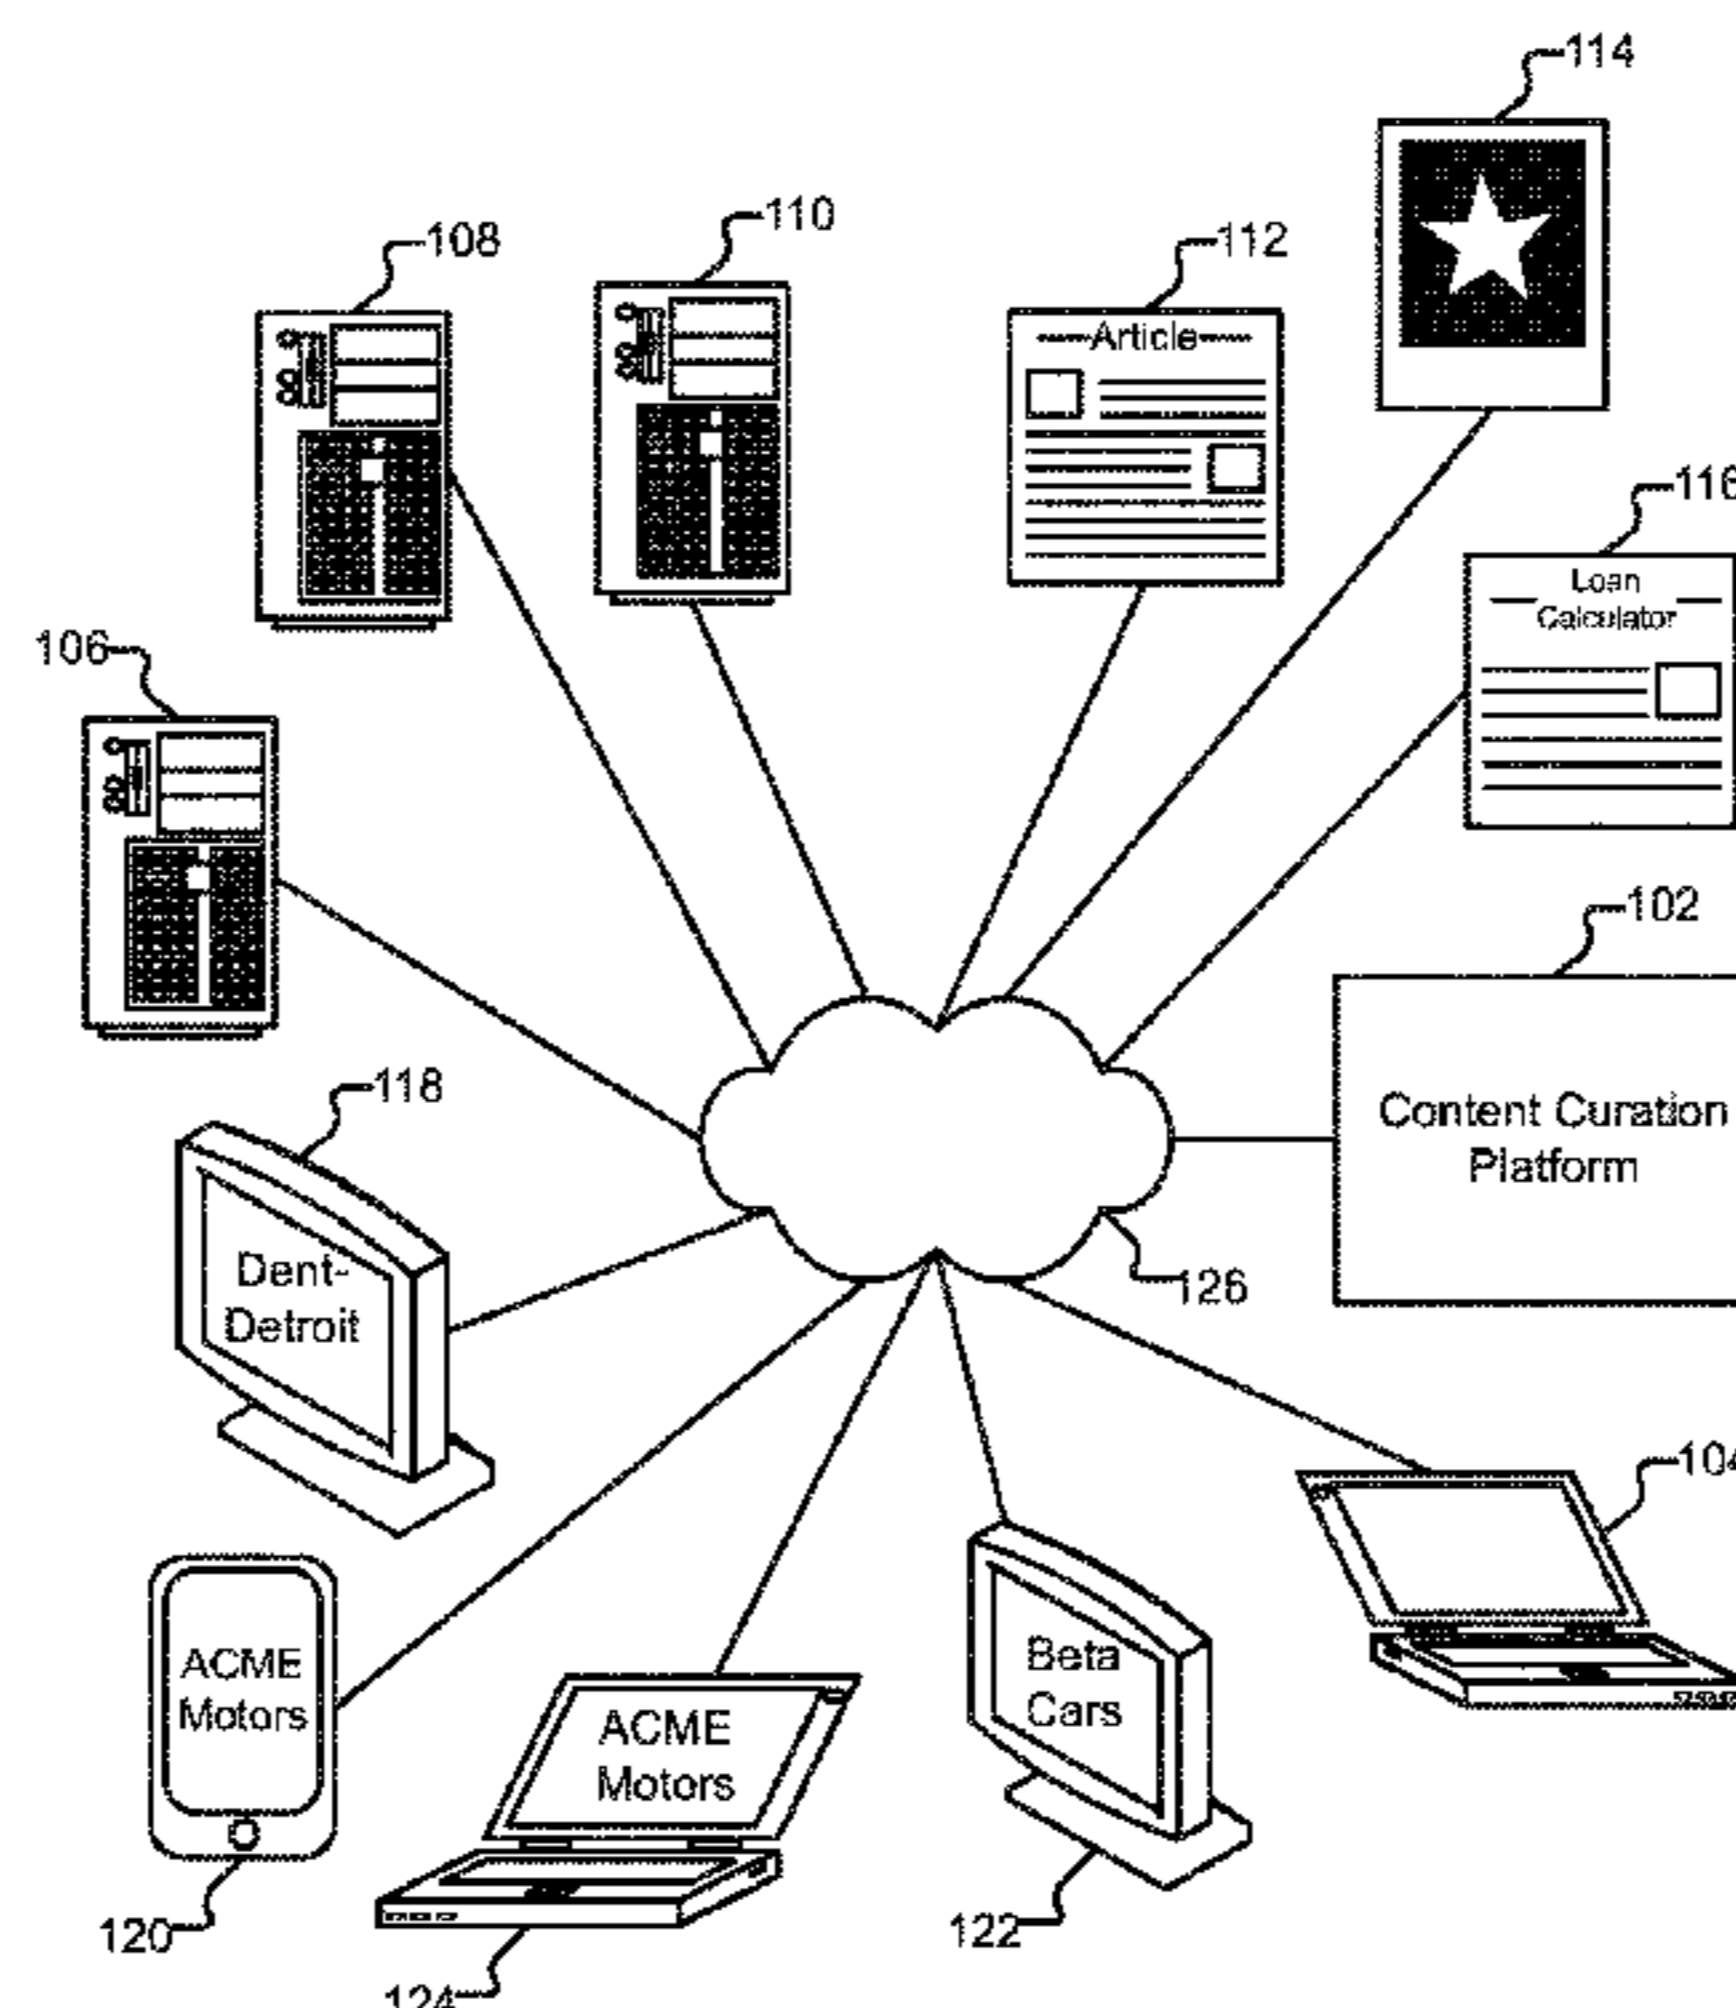 114
110
108
112
Article
116
Loan
Calculator
106
102
Content Curation
Platform
118
Dent-
Detroit
126
104
ACME
Motors
ACME
Motors
Beta
Cars
120
122
124